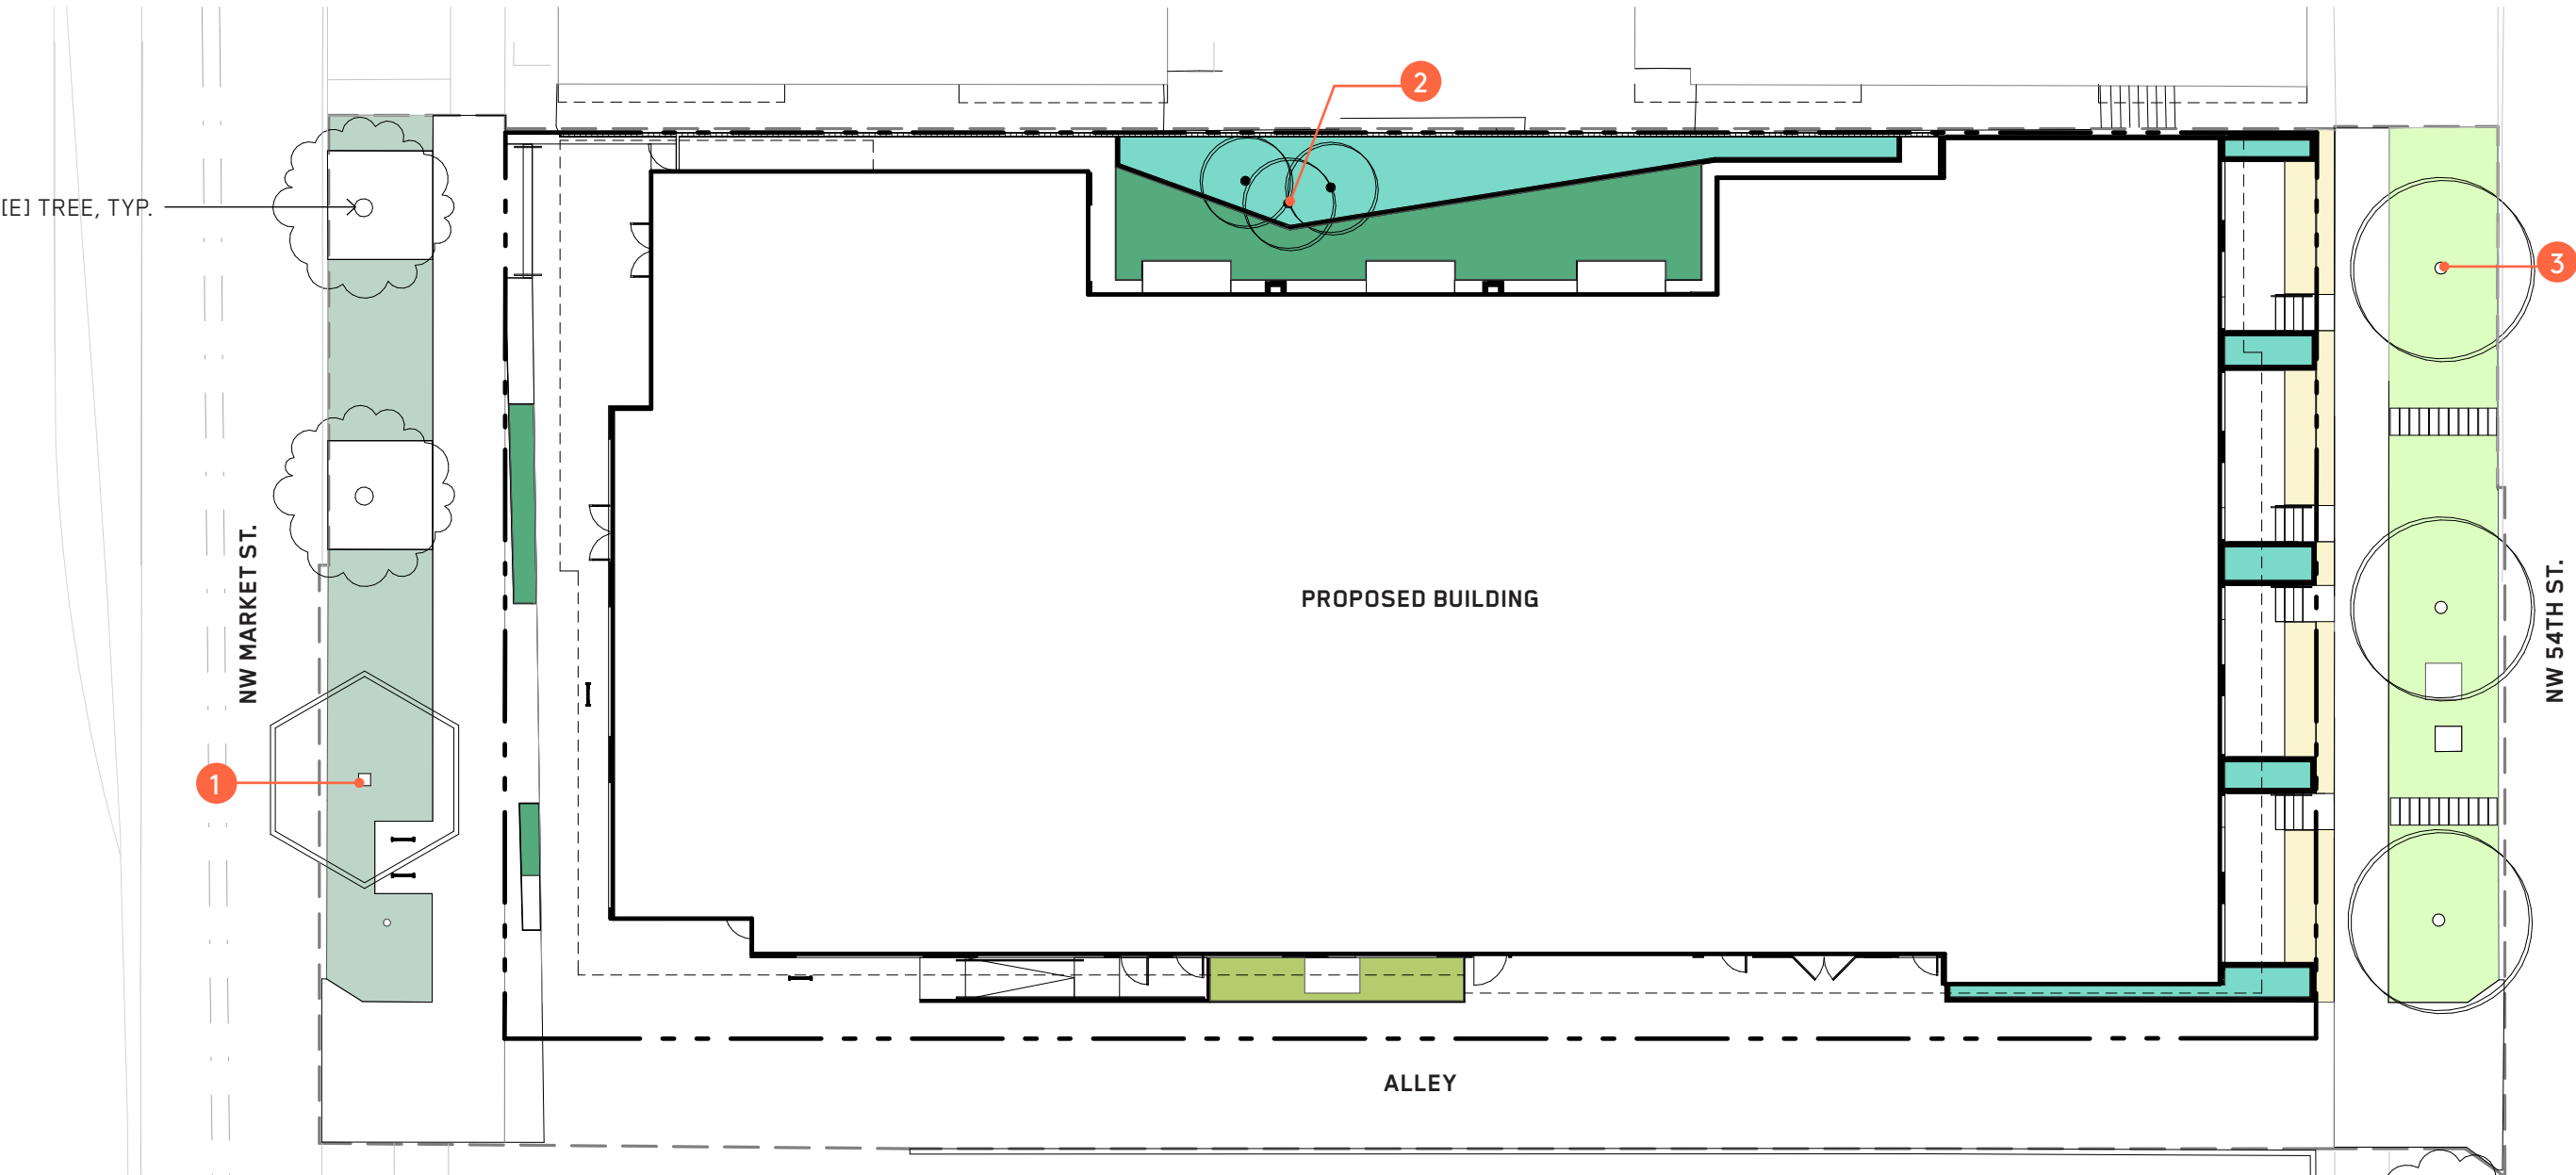 2
[E] TREE, TYP.
3
NW MARKET ST.
PROPOSED BUILDING
NW 54TH ST.
1
ALLEY